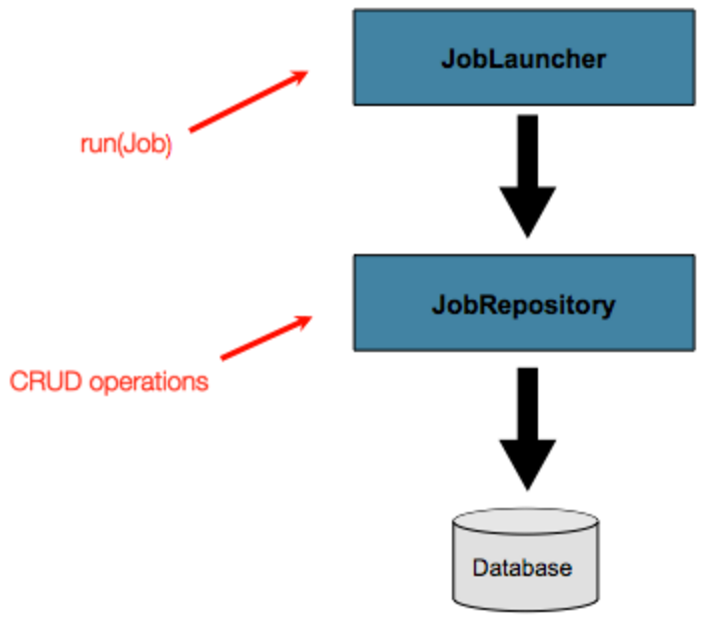 JobLauncher
run(Job)
JobRepository
CRUD operations
Database